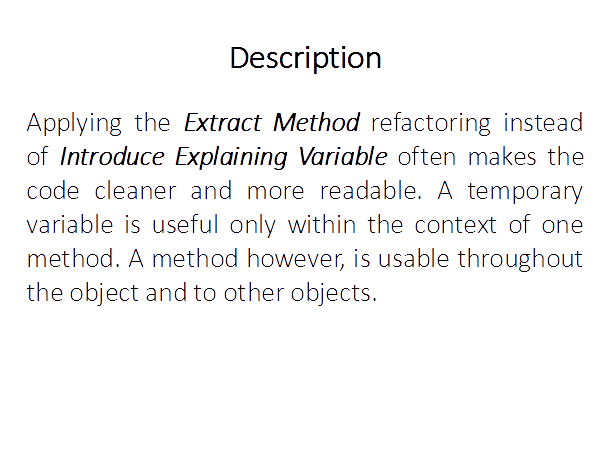 Description
Applying the Extract Method refactoring instead
of Introduce Explaining Variable often makes the
code cleaner and more readable. A temporary
variable is useful only within the context of one
method. A method however, is usable throughout
the object and to other objects.